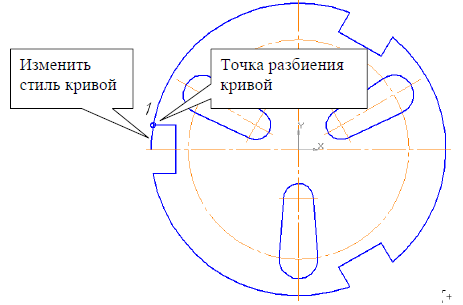 Изменить
стиль кривой
Точка разбиения
кривой
1
Y
X